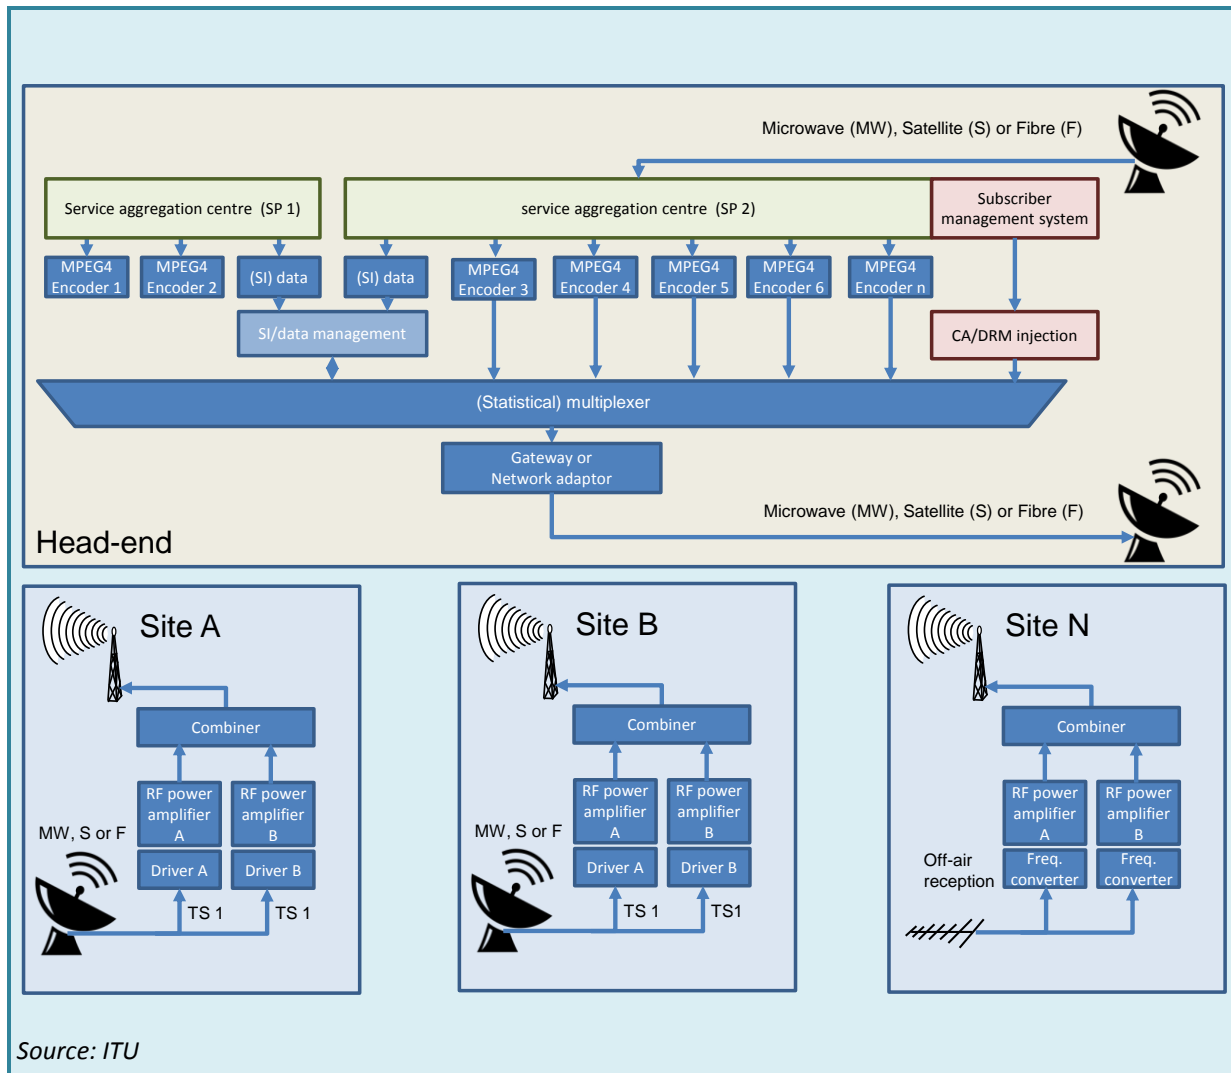 Microwave (MW), Satellite (S) or Fibre (F)
Service aggregation centre (SP 1)
service aggregation centre (SP 2)
Subscriber
management system
MPEG4
Encoder 1
MPEG4
Encoder 2
(SI) data
(SI) data
MPEG4
Encoder 3
MPEG4
Encoder 4
MPEG4
Encoder 5
MPEG4
Encoder 6
MPEG4
Encoder n
SI/data management
CA/DRM injection
(Statistical) multiplexer
Gateway or
Network adaptor
Microwave (MW), Satellite (S) or Fibre (F)
Head-end
Site A
Combiner
RF power
amplifier
A
RF power
amplifier
B
MW, S or F
Driver A
Driver B
TS 1
TS 1
Site B
Combiner
RF power
amplifier
A
RF power
amplifier
B
MW, S or F
Driver A
Driver B
TS 1
TS1
Site N
Combiner
RF power
amplifier
A
RF power
amplifier
B
Off-air
reception
Freq.
converter
Freq.
converter
Source: ITU